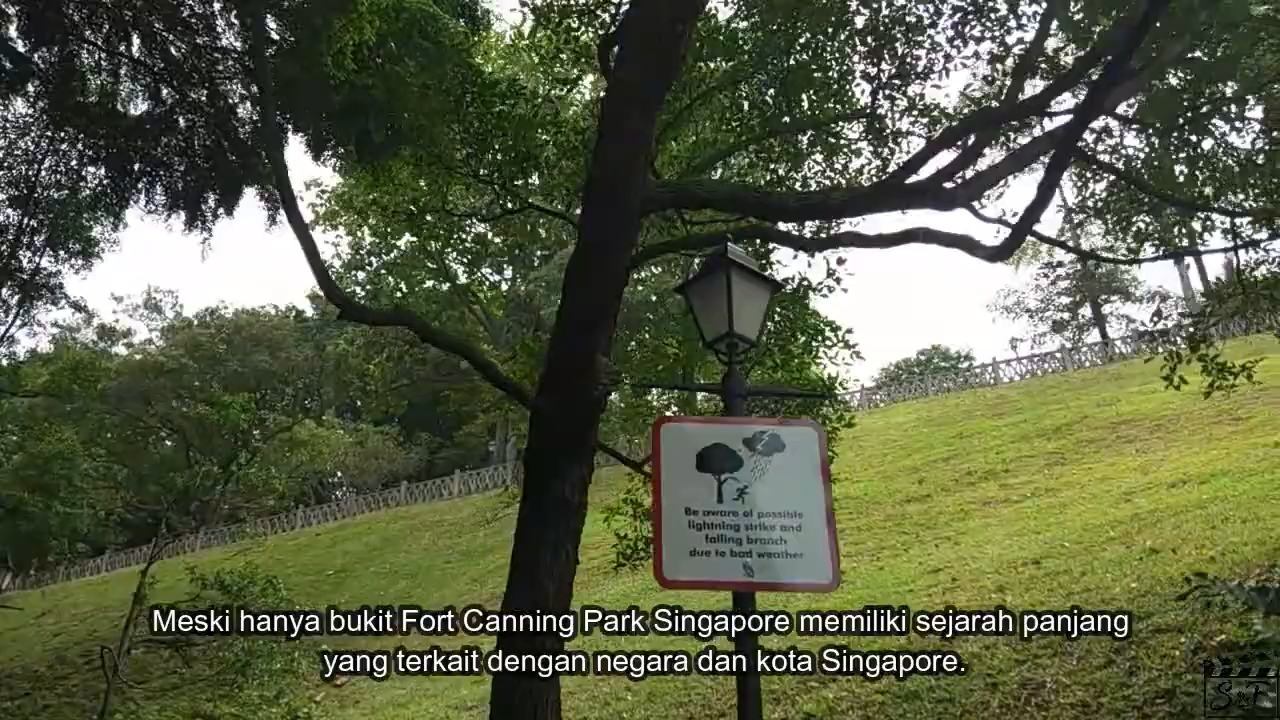 Be aware of possible
lightning strike and
falling branch
due to bad weather
Meski hanya bukit Fort Canning Park Singapore memiliki sejarah panjang
yang terkait dengan negara dan kota Singapore.
S&F